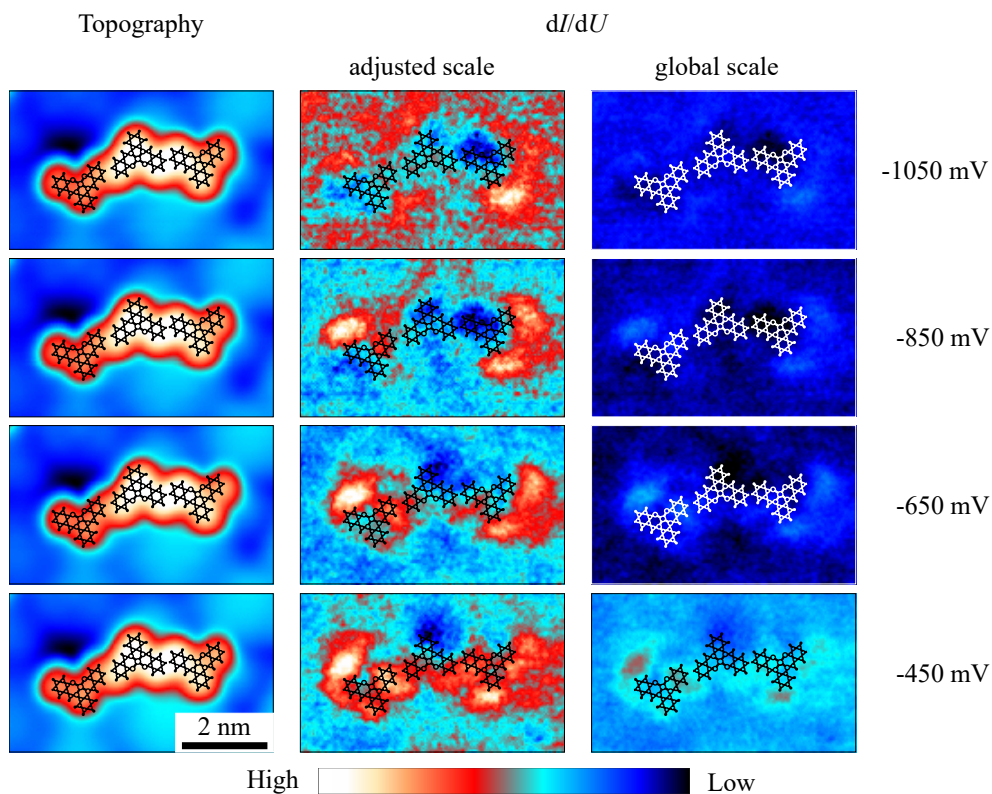 Topography
dI/dU
adjusted scale
global scale
-1050 mV
-850 mV
-650 mV
-450 mV
2 nm
High
Low